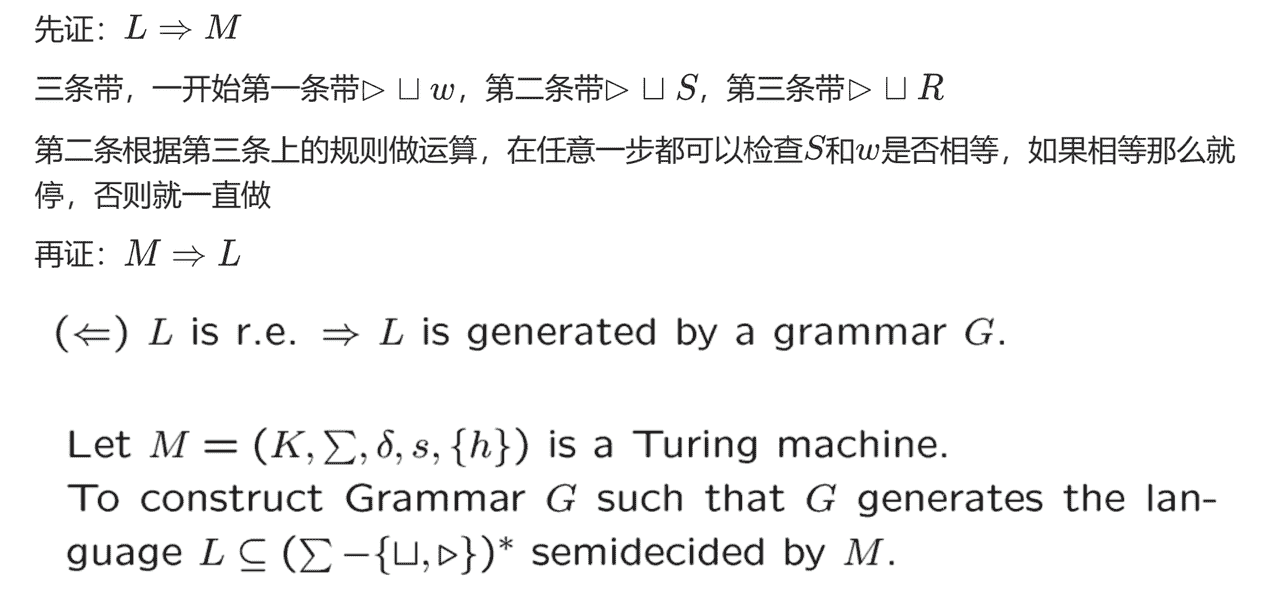 先证：L ⇒ M
三条带，一开始第一条带▷ ⊔ w，第二条带▷ ⊔ S，第三条带▷ ⊔ R
第二条根据第三条上的规则做运算，在任意一步都可以检查S和w是否相等，如果相等那么就
停，否则就一直做
再证：M ⇒ L
(⇐) L is r.e. ⇒ L is generated by a grammar G.
Let M = (K, ∑, δ, s, {h}) is a Turing machine.
To construct Grammar G such that G generates the lan-
guage L ⊆ (∑ −{⊔, ▷})* semidecided by M.